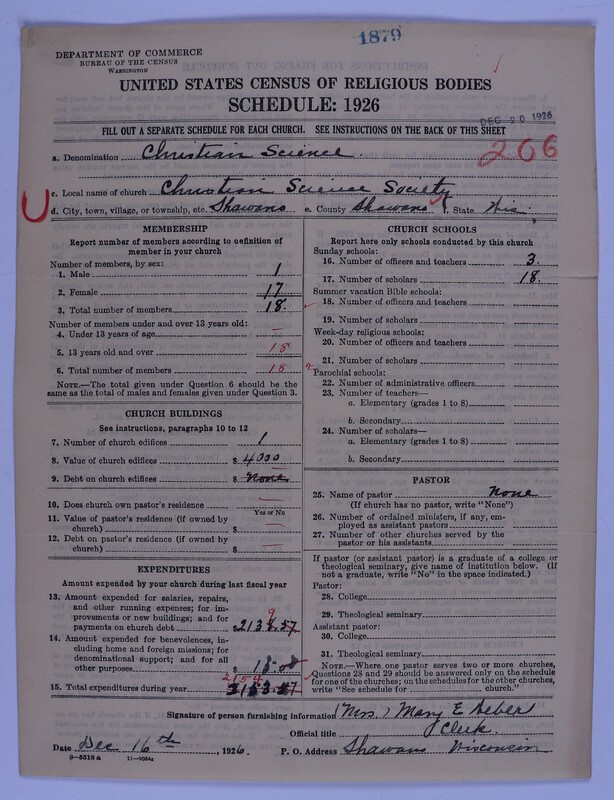 1879
DEPARTMENT OF COMMERCE
BUREAU OF THE CENSUS
WASHINGTON
UNITED STATES CENSUS OF RELIGIOUS BODIES
SCHEDULE: 1926
DEC 20 1926
FILL OUT A SEPARATE SCHEDULE FOR EACH CHURCH. SEE INSTRUCTIONS ON THE BACK OF THIS SHEET
206
a. Denomination Christian Science
c. Local name of church Christian Science Society
d. City, town, village, or township, etc. Shawano e. County Shawano f. State Wis.
MEMBERSHIP
Report number of members according to definition of
member in your church
Number of members, by sex:
1. Male 1
2. Female 17
3. Total number of members 18.
Number of members under and over 13 years old:
4. Under 13 years of age —
5. 13 years old and over 18
6. Total number of members 18
NOTE.—The total given under Question 6 should be the
same as the total of males and females given under Question 3.
CHURCH BUILDINGS
See instructions, paragraphs 10 to 12
7. Number of church edifices 1
8. Value of church edifices $ 4000
9. Debt on church edifices $ None
10. Does church own pastor's residence —
Yes or No
11. Value of pastor's residence (if owned by
church) $ —
12. Debt on pastor's residence (if owned by
church) $ —
EXPENDITURES
Amount expended by your church during last fiscal year
13. Amount expended for salaries, repairs,
and other running expenses; for im-
provements or new buildings; and for
payments on church debt $
14. Amount expended for benevolences, in-
cluding home and foreign missions; for
denominational support; and for all
other purposes
15. Total expenditures during year $
CHURCH SCHOOLS
Report here only schools conducted by this church
Sunday schools:
16. Number of officers and teachers 3.
17. Number of scholars 18.
Summer vacation Bible schools:
18. Number of officers and teachers
19. Number of scholars
Week-day religious schools:
20. Number of officers and teachers
21. Number of scholars
Parochial schools:
22. Number of administrative officers
23. Number of teachers—
a. Elementary (grades 1 to 8)
b. Secondary
24. Number of scholars—
a. Elementary (grades 1 to 8)
b. Secondary
PASTOR
25. Name of pastor None
(If church has no pastor, write "None")
26. Number of ordained ministers, if any, em-
ployed as assistant pastors
27. Number of other churches served by the
pastor or his assistants
If pastor (or assistant pastor) is a graduate of a college or
theological seminary, give name of institution below. (If
not a graduate, write "No" in the space indicated.)
Pastor:
28. College
29. Theological seminary
Assistant pastor:
30. College
31. Theological seminary
NOTE.—Where one pastor serves two or more churches,
Questions 28 and 29 should be answered only on the schedule
for one of the churches; on the schedules for the other churches,
write "See schedule for church."
Signature of person furnishing information (Mrs.) Mary E
Official title Clerk.
Date Dec 16th, 1926. P. O. Address Shawano Wisconsin
9—5518 a 11—9034a